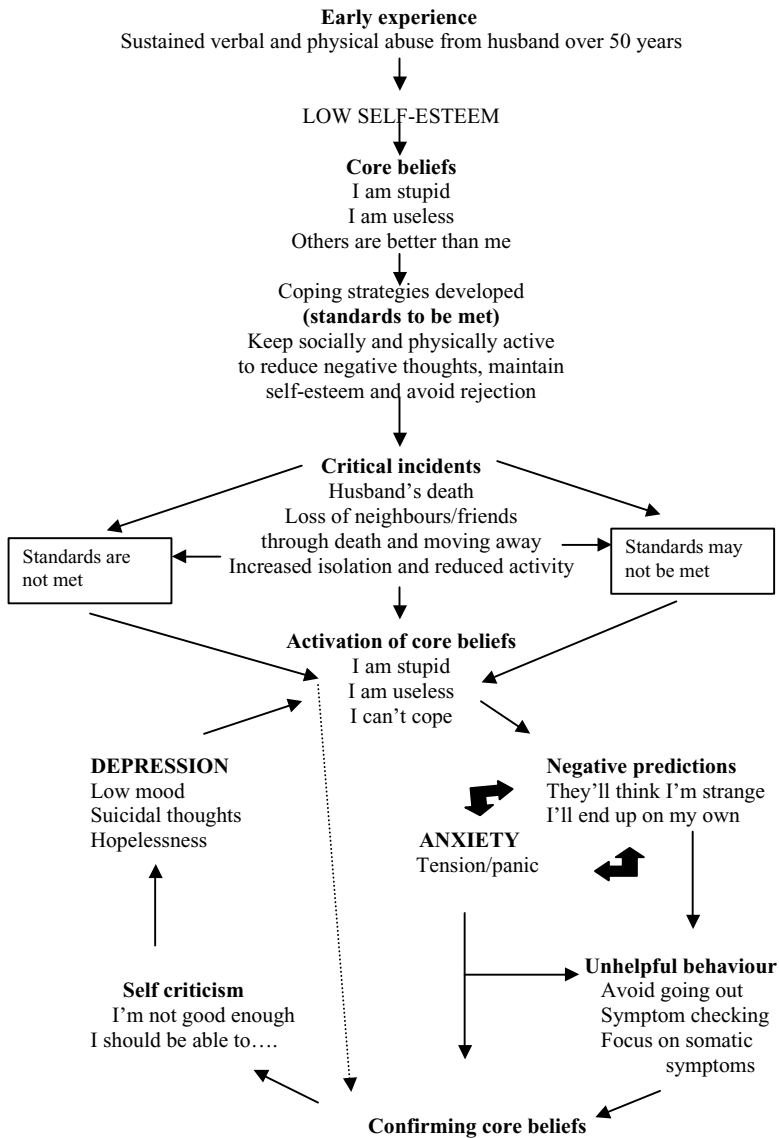 Early experience
Sustained verbal and physical abuse from husband over 50 years
LOW SELF-ESTEEM
Core beliefs
I am stupid
I am useless
Others are better than me
Coping strategies developed
(standards to be met)
Keep socially and physically active
to reduce negative thoughts, maintain
self-esteem and avoid rejection
Critical incidents
Husband’s death
Loss of neighbours/friends
through death and moving away
Increased isolation and reduced activity
Standards are
not met
Standards may
not be met
Activation of core beliefs
I am stupid
I am useless
I can’t cope
DEPRESSION
Low mood
Suicidal thoughts
Hopelessness
Negative predictions
They’ll think I’m strange
I’ll end up on my own
ANXIETY
Tension/panic
Self criticism
I’m not good enough
I should be able to….
Unhelpful behaviour
Avoid going out
Symptom checking
Focus on somatic
symptoms
Confirming core beliefs